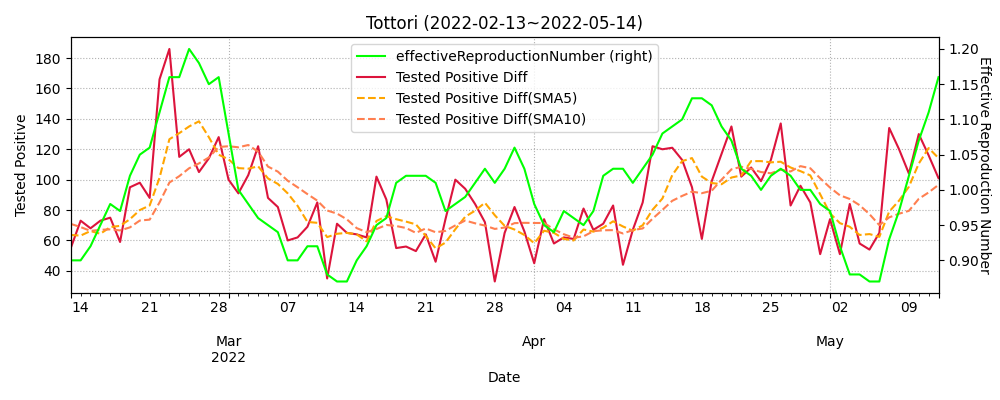 Tottori (2022-02-13~2022-05-14)
effectiveReproductionNumber (right)
Tested Positive Diff
Tested Positive Diff(SMA5)
Tested Positive Diff(SMA10)
Tested Positive
180
160
140
120
100
80
60
40
1.20
1.15
1.10
1.05
1.00
0.95
0.90
Effective Reproduction Number
14 21 28 07 14 21 28 04 11 18 25 02 09
Mar Apr May
2022
Date